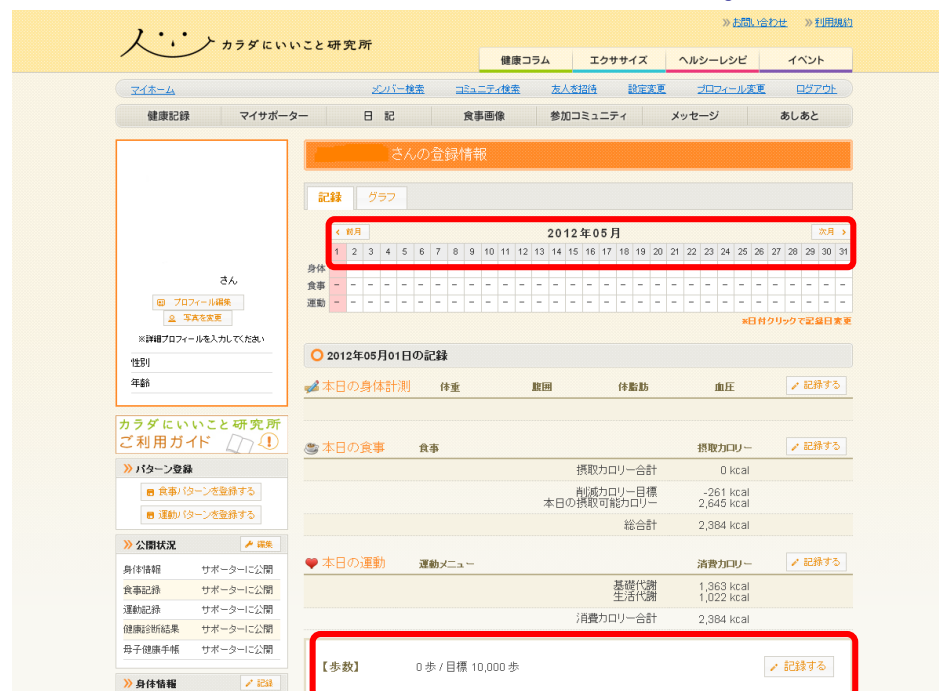 » お問い合わせ » 利用規約
カラダにいいこと研究所
健康コラム エクササイズ ヘルシーレシピ イベント
マイホーム メンバー検索 コミュニティ検索 友人を招待 設定変更 プロフィール変更 ログアウト
健康記録 マイサポーター 日 記 食事画像 参加コミュニティ メッセージ あしあと
さんの登録情報
記録 グラフ
< 前月 2012年05月 次月 >
1 2 3 4 5 6 7 8 9 10 11 12 13 14 15 16 17 18 19 20 21 22 23 24 25 26 27 28 29 30 31
身体 - - - - - - - - - - - - - - - - - - - - - - - - - - - - - - -
食事 - - - - - - - - - - - - - - - - - - - - - - - - - - - - - - -
運動 - - - - - - - - - - - - - - - - - - - - - - - - - - - - - - -
※日付クリックで記録日変更
さん
プロフィール編集
写真を変更
※詳細プロフィールを入力してください
性別
年齢
2012年05月01日の記録
本日の身体計測 体重 腹囲 体脂肪 血圧 記録する
カラダにいいこと研究所
ご利用ガイド
本日の食事 食事 摂取カロリー 記録する
摂取カロリー合計 0 kcal
削減カロリー目標 -261 kcal
本日の摂取可能カロリー 2,645 kcal
総合計 2,384 kcal
» パターン登録
食事パターンを登録する
運動パターンを登録する
» 公開状況 編集
身体情報 サポーターに公開
食事記録 サポーターに公開
運動記録 サポーターに公開
健康診断結果 サポーターに公開
母子健康手帳 サポーターに公開
本日の運動 運動メニュー 消費カロリー 記録する
基礎代謝 1,363 kcal
生活代謝 1,022 kcal
消費カロリー合計 2,384 kcal
【歩数】 0 歩 / 目標 10,000 歩 記録する
» 身体情報 記録